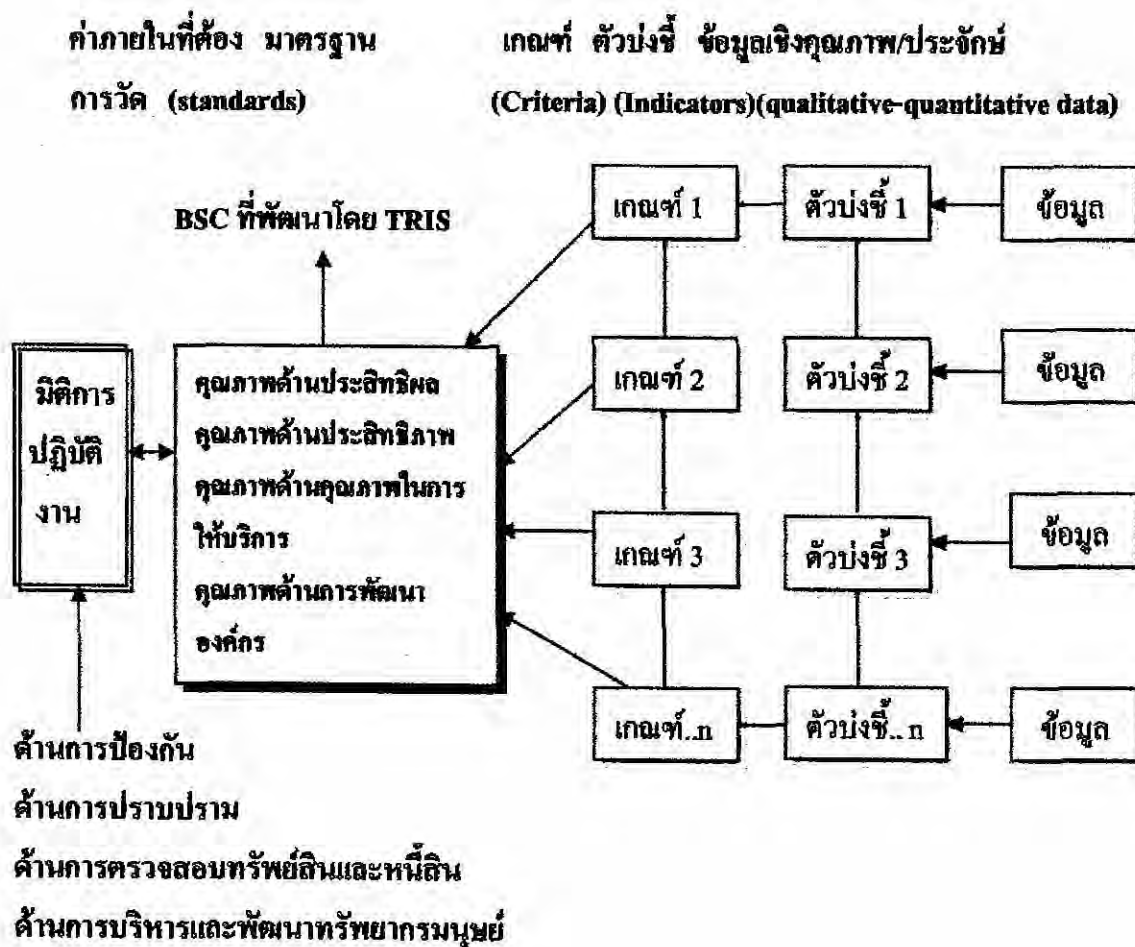 ค่าภายในที่ต้อง มาตรฐาน เกณฑ์ ตัวบ่งชี้ ข้อมูลเชิงคุณภาพ/ประจักษ์
การวัด (standards) (Criteria) (Indicators)(qualitative-quantitative data)
BSC ที่พัฒนาโดย TRIS
เกณฑ์ 1 ตัวบ่งชี้ 1 ข้อมูล
มิติการ
ปฏิบัติ
งาน
คุณภาพด้านประสิทธิผล
คุณภาพด้านประสิทธิภาพ
คุณภาพด้านคุณภาพในการ
ให้บริการ
คุณภาพด้านการพัฒนา
องค์กร
เกณฑ์ 2 ตัวบ่งชี้ 2 ข้อมูล
เกณฑ์ 3 ตัวบ่งชี้ 3 ข้อมูล
เกณฑ์..n ตัวบ่งชี้.. n ข้อมูล
ด้านการป้องกัน
ด้านการปราบปราม
ด้านการตรวจสอบทรัพย์สินและหนี้สิน
ด้านการบริหารและพัฒนาทรัพยากรมนุษย์